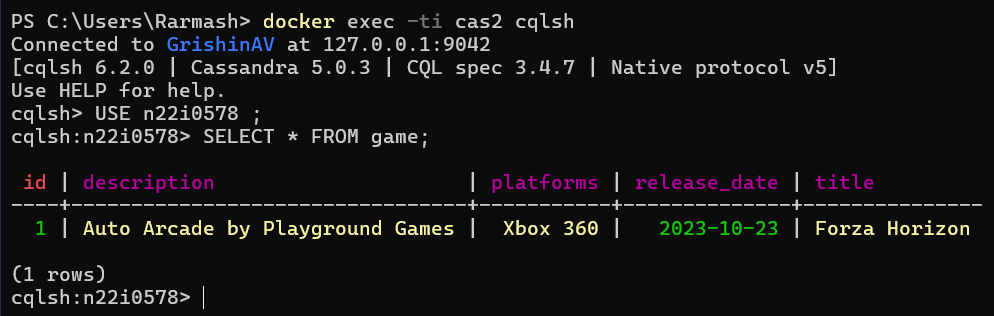 PS C:\Users\Rarmash> docker exec -ti cas2 cqlsh
Connected to GrishinAV at 127.0.0.1:9042
[cqlsh 6.2.0 | Cassandra 5.0.3 | CQL spec 3.4.7 | Native protocol v5]
Use HELP for help.
cqlsh> USE n22i0578 ;
cqlsh:n22i0578> SELECT * FROM game;
 id | description                      | platforms | release_date | title
----+----------------------------------+-----------+--------------+---------------
  1 | Auto Arcade by Playground Games |  Xbox 360 |   2023-10-23 | Forza Horizon
(1 rows)
cqlsh:n22i0578>